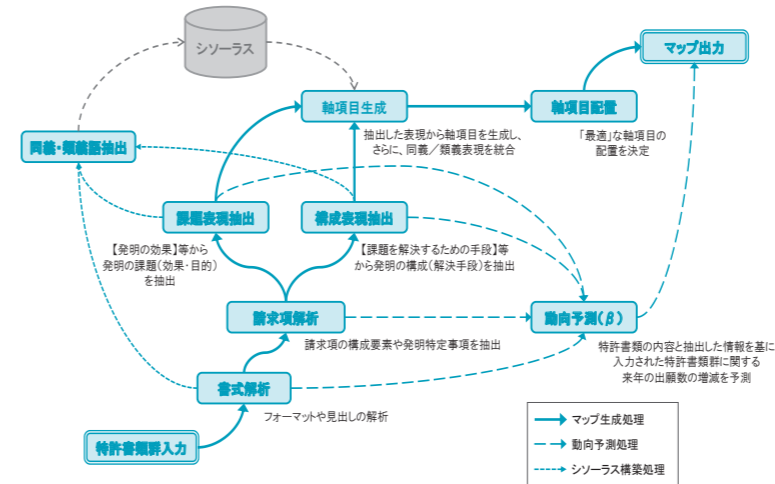 シソーラス
マップ出力
軸項目生成
軸項目配置
抽出した表現から軸項目を生成し、
さらに、同義／類義表現を統合
「最適」な軸項目の
配置を決定
同義・類義語抽出
課題表現抽出
構成表現抽出
【発明の効果】等から
発明の課題（効果・目的）
を抽出
【課題を解決するための手段】等
から発明の構成（解決手段）を抽出
請求項解析
動向予測（β）
請求項の構成要素や発明特定事項を抽出
特許書類の内容と抽出した情報を基に
入力された特許書類群に関する
来年の出願数の増減を予測
書式解析
フォーマットや見出しの解析
特許書類群入力
マップ生成処理
動向予測処理
シソーラス構築処理